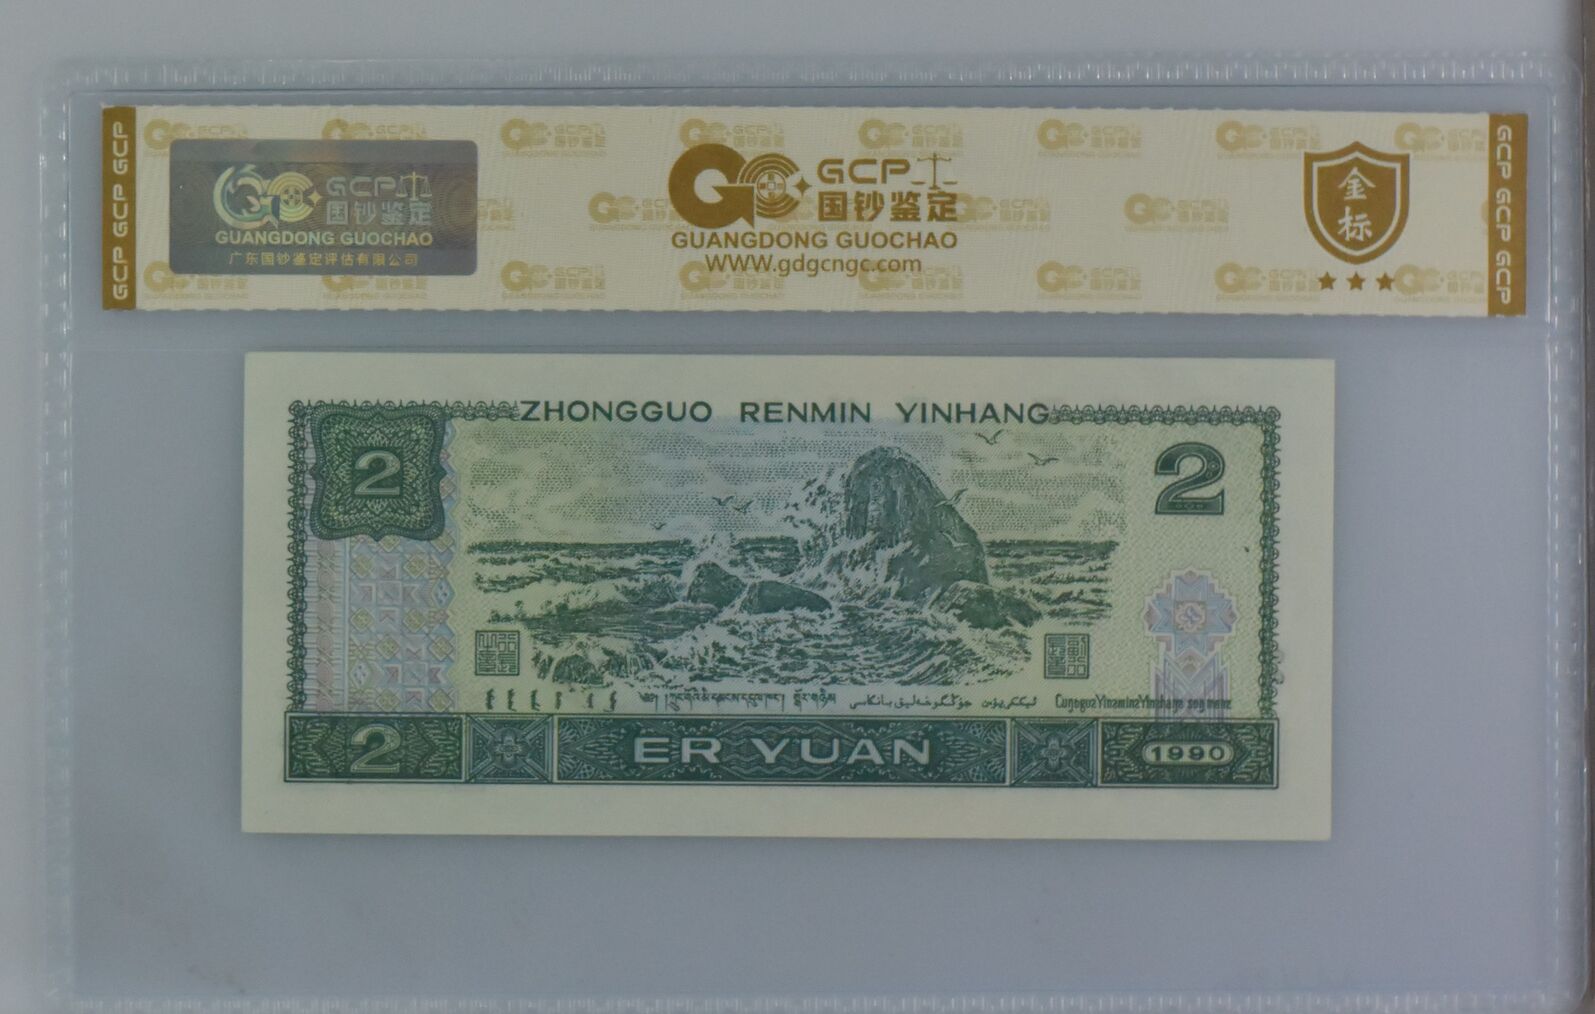 GCP GCP GCP
GCP
国钞鉴定
GUANGDONG GUOCHAO
广东国钞鉴定评估有限公司
GCP
国钞鉴定
GUANGDONG GUOCHAO
WWW.gdgcngc.com
金标
GCP GCP GCP
ZHONGGUO RENMIN YINHANG
2
2
2
ER YUAN
1990